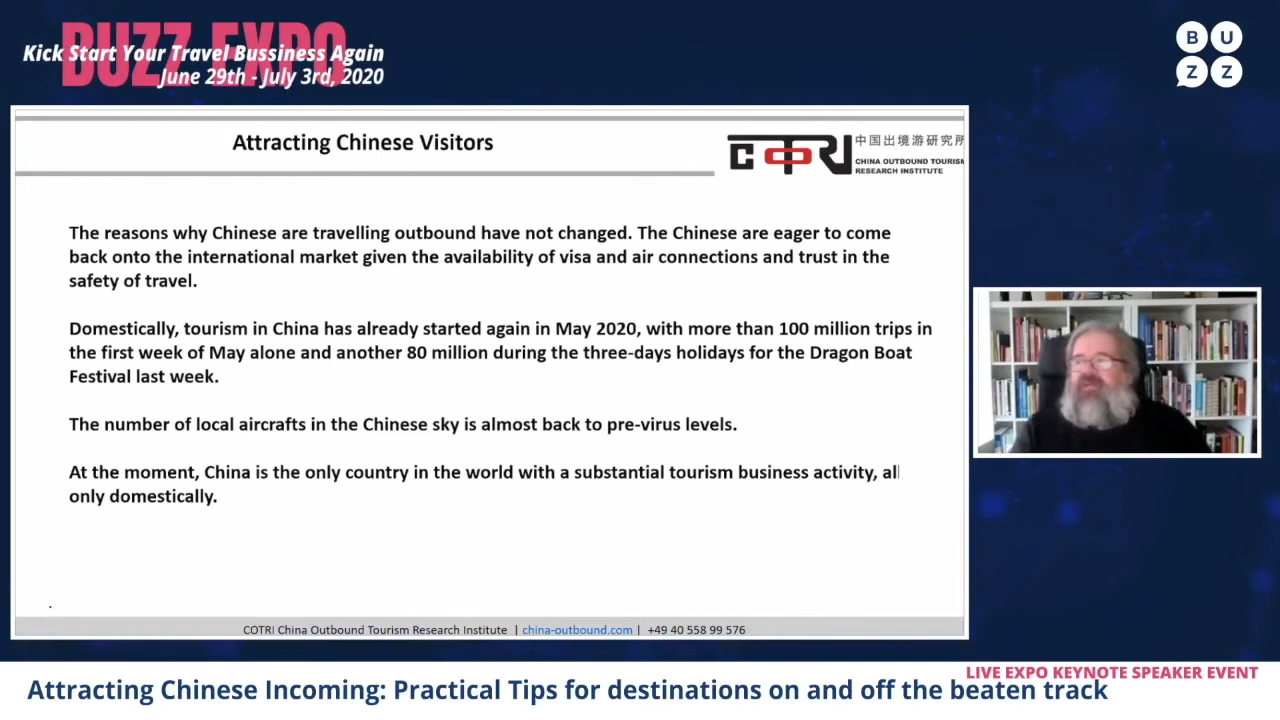 BUZZ EXPO
Kick Start Your Travel Bussiness Again
June 29th - July 3rd, 2020
B U
Z Z
Attracting Chinese Visitors
COTRI
中国出境游研究所
CHINA OUTBOUND TOURISM
RESEARCH INSTITUTE
The reasons why Chinese are travelling outbound have not changed. The Chinese are eager to come
back onto the international market given the availability of visa and air connections and trust in the
safety of travel.
Domestically, tourism in China has already started again in May 2020, with more than 100 million trips in
the first week of May alone and another 80 million during the three-days holidays for the Dragon Boat
Festival last week.
The number of local aircrafts in the Chinese sky is almost back to pre-virus levels.
At the moment, China is the only country in the world with a substantial tourism business activity, all
only domestically.
.
COTRI China Outbound Tourism Research Institute | china-outbound.com | +49 40 558 99 576
LIVE EXPO KEYNOTE SPEAKER EVENT
Attracting Chinese Incoming: Practical Tips for destinations on and off the beaten track